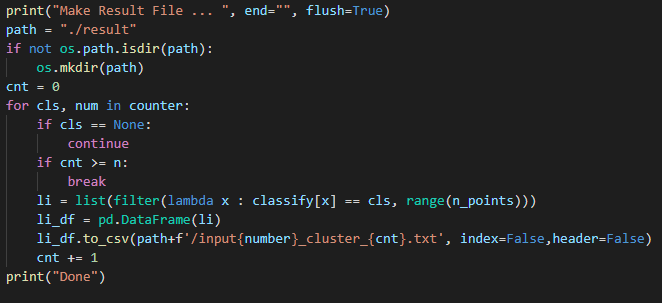 print("Make Result File ... ", end="", flush=True)
path = "./result"
if not os.path.isdir(path):
    os.mkdir(path)
cnt = 0
for cls, num in counter:
    if cls == None:
        continue
    if cnt >= n:
        break
    li = list(filter(lambda x : classify[x] == cls, range(n_points)))
    li_df = pd.DataFrame(li)
    li_df.to_csv(path+f'/input{number}_cluster_{cnt}.txt', index=False,header=False)
    cnt += 1
print("Done")